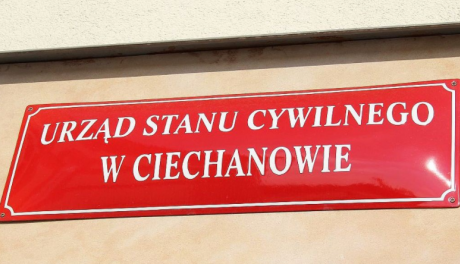 URZĄD STANU CYWILNEGO
W CIECHANOWIE